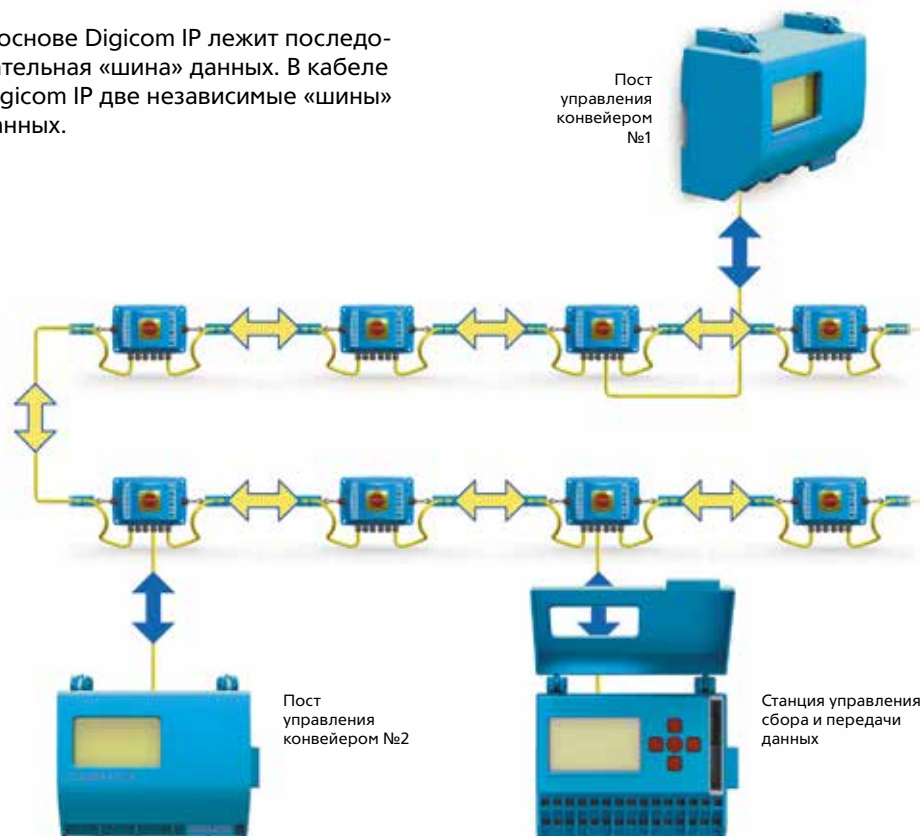 основе Digicom IP лежит последо-
ательная «шина» данных. В кабеле
igicom IP две независимые «шины»
анных.
Пост
управления
конвейером
№1
Пост
управления
конвейером №2
Станция управления
сбора и передачи
данных